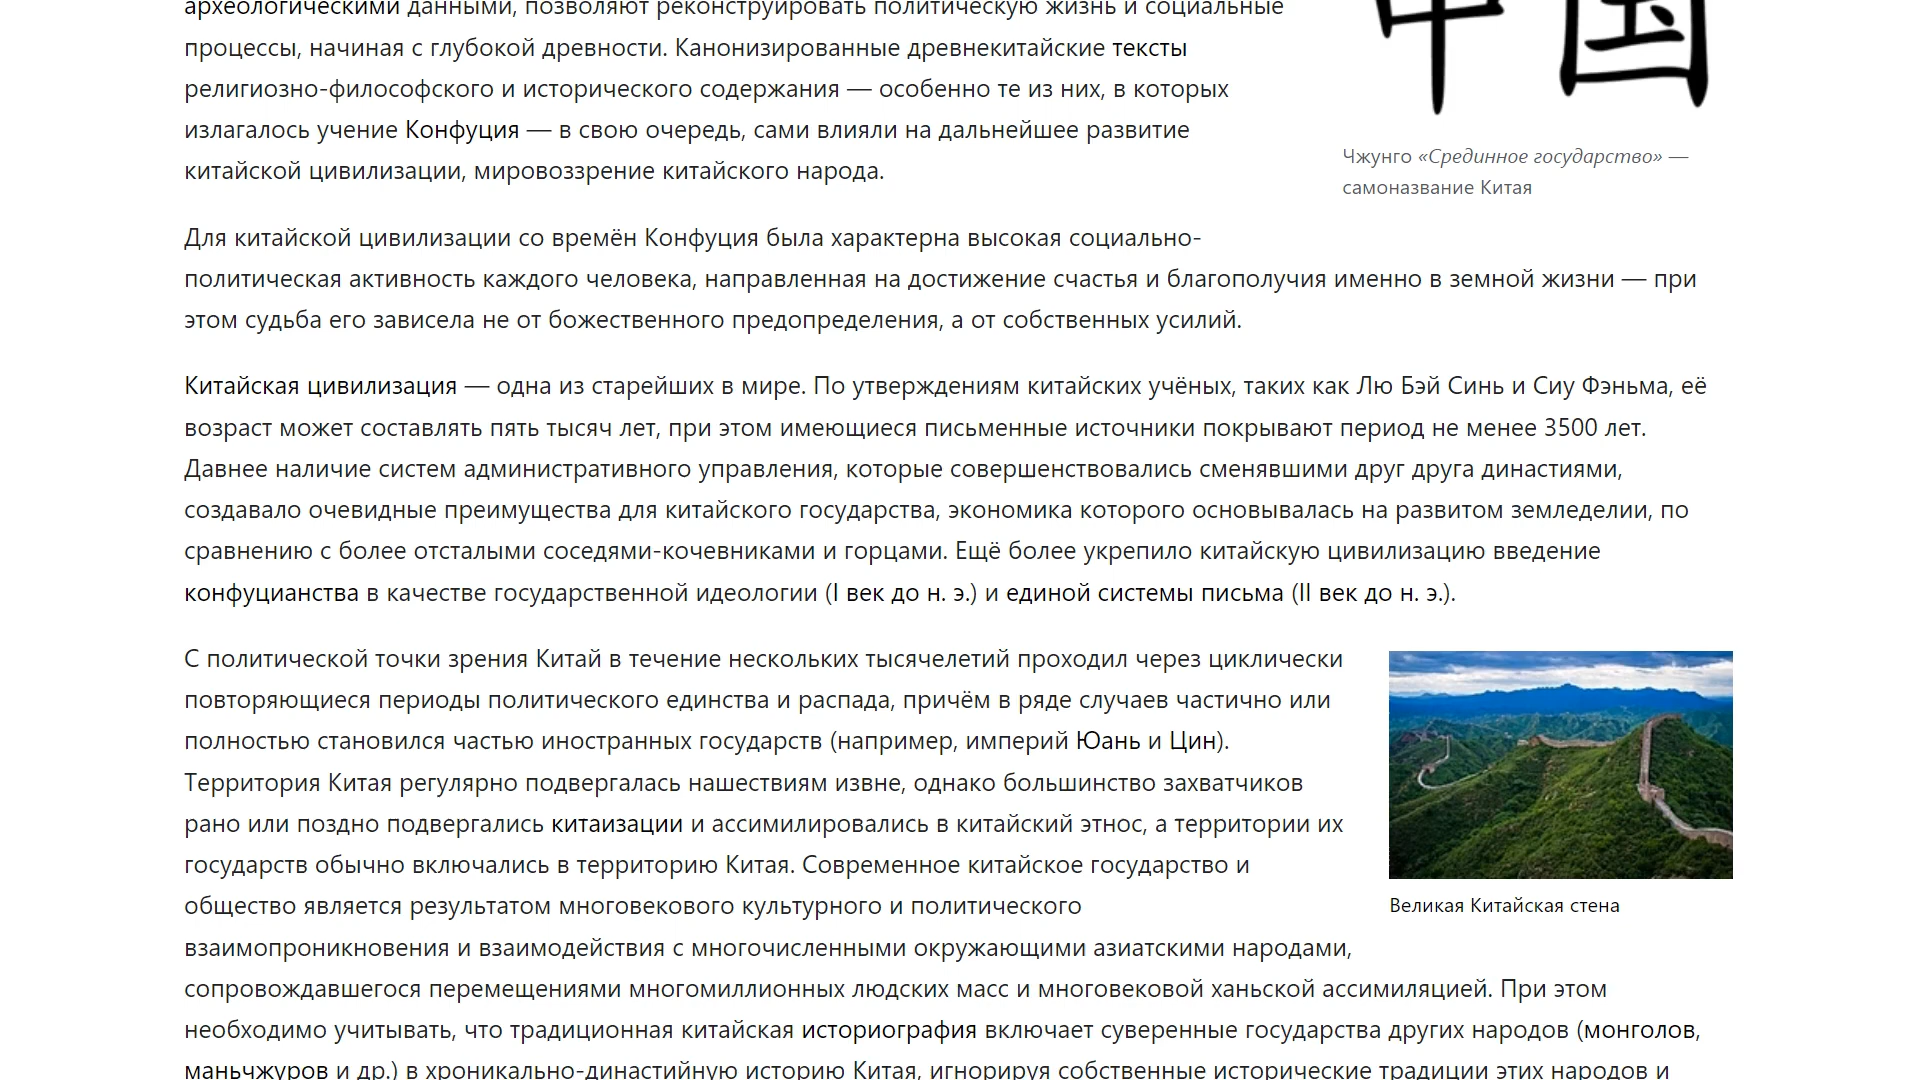 археологическими данными, позволяют реконструировать политическую жизнь и социальные
процессы, начиная с глубокой древности. Канонизированные древнекитайские тексты
религиозно-философского и исторического содержания — особенно те из них, в которых
излагалось учение Конфуция — в свою очередь, сами влияли на дальнейшее развитие
китайской цивилизации, мировоззрение китайского народа.
中国
Чжунго «Срединное государство» —
самоназвание Китая
Для китайской цивилизации со времён Конфуция была характерна высокая социально-
политическая активность каждого человека, направленная на достижение счастья и благополучия именно в земной жизни — при
этом судьба его зависела не от божественного предопределения, а от собственных усилий.
Китайская цивилизация — одна из старейших в мире. По утверждениям китайских учёных, таких как Лю Бэй Синь и Сиу Фэньма, её
возраст может составлять пять тысяч лет, при этом имеющиеся письменные источники покрывают период не менее 3500 лет.
Давнее наличие систем административного управления, которые совершенствовались сменявшими друг друга династиями,
создавало очевидные преимущества для китайского государства, экономика которого основывалась на развитом земледелии, по
сравнению с более отсталыми соседями-кочевниками и горцами. Ещё более укрепило китайскую цивилизацию введение
конфуцианства в качестве государственной идеологии (I век до н. э.) и единой системы письма (II век до н. э.).
С политической точки зрения Китай в течение нескольких тысячелетий проходил через циклически
повторяющиеся периоды политического единства и распада, причём в ряде случаев частично или
полностью становился частью иностранных государств (например, империй Юань и Цин).
Территория Китая регулярно подвергалась нашествиям извне, однако большинство захватчиков
рано или поздно подвергались китаизации и ассимилировались в китайский этнос, а территории их
государств обычно включались в территорию Китая. Современное китайское государство и
общество является результатом многовекового культурного и политического
взаимопроникновения и взаимодействия с многочисленными окружающими азиатскими народами,
сопровождавшегося перемещениями многомиллионных людских масс и многовековой ханьской ассимиляцией. При этом
необходимо учитывать, что традиционная китайская историография включает суверенные государства других народов (монголов,
маньчжуров и др.) в хроникально-династийную историю Китая, игнорируя собственные исторические традиции этих народов и
Великая Китайская стена